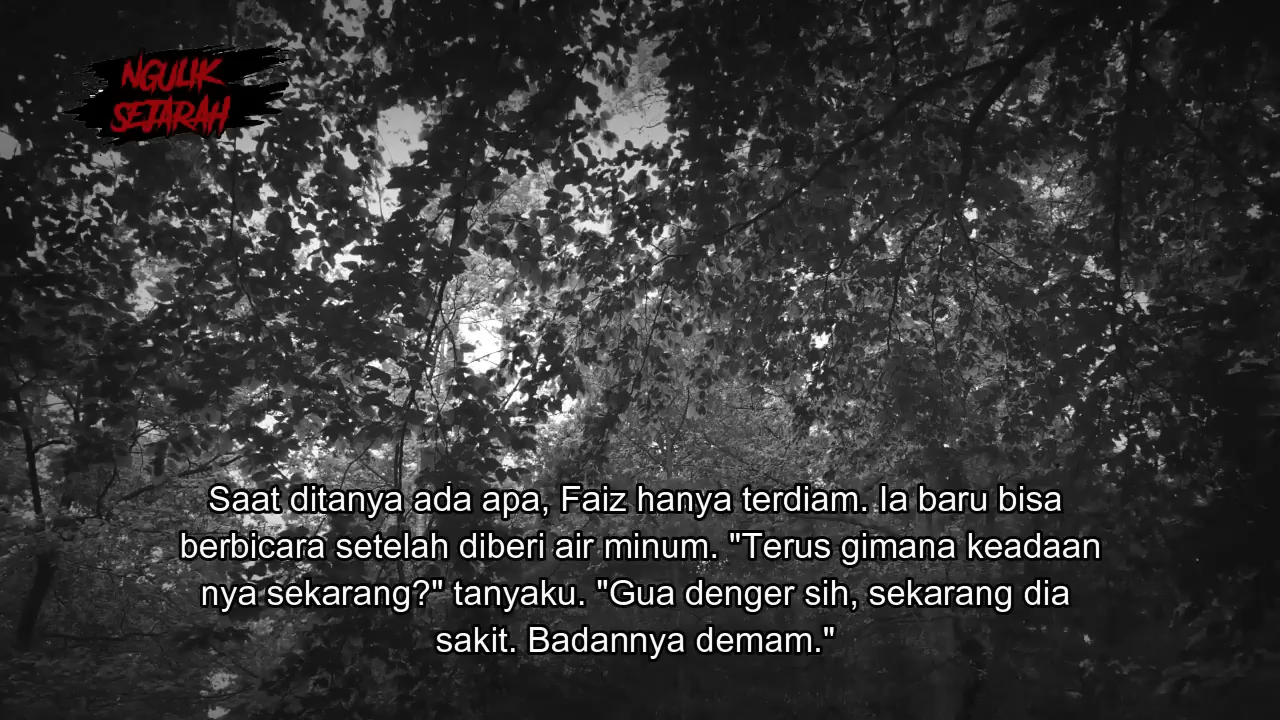 NGULIK
SEJARAH
Saat ditanya ada apa, Faiz hanya terdiam. Ia baru bisa
berbicara setelah diberi air minum. "Terus gimana keadaan
nya sekarang?" tanyaku. "Gua denger sih, sekarang dia
sakit. Badannya demam."